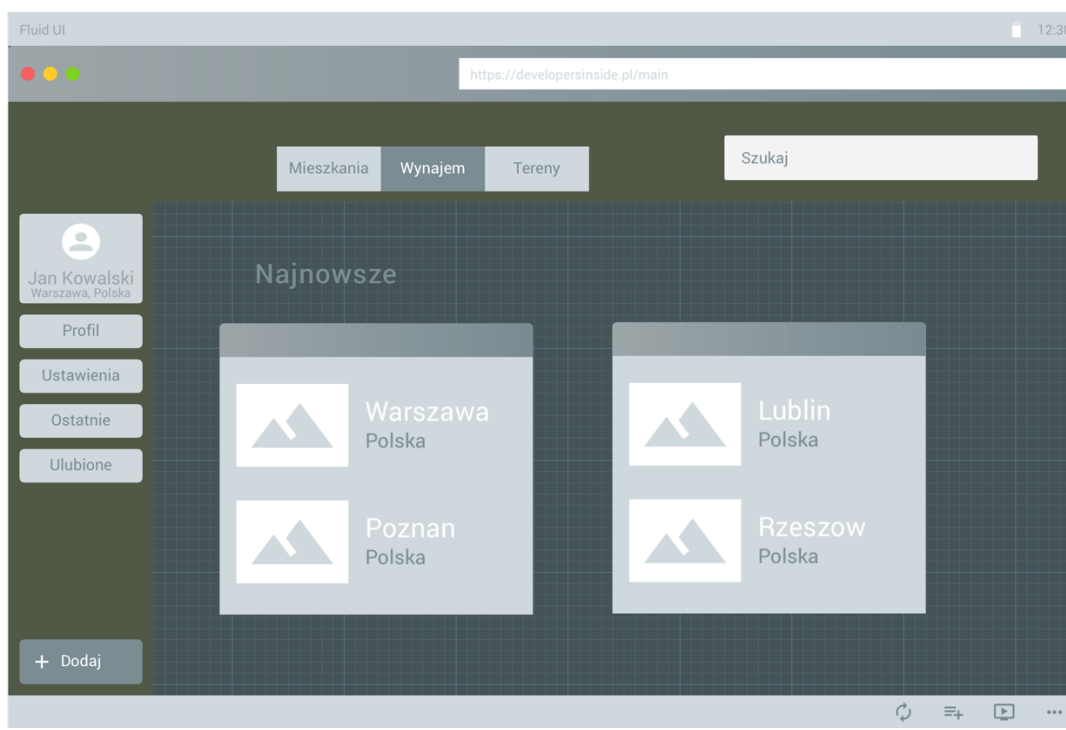 Fluid UI
12:30
https://developersinside.pl/main
Mieszkania Wynajem Tereny
Szukaj
Jan Kowalski
Warszawa, Polska
Profil
Ustawienia
Ostatnie
Ulubione
+ Dodaj
Najnowsze
Warszawa
Polska
Poznan
Polska
Lublin
Polska
Rzeszow
Polska